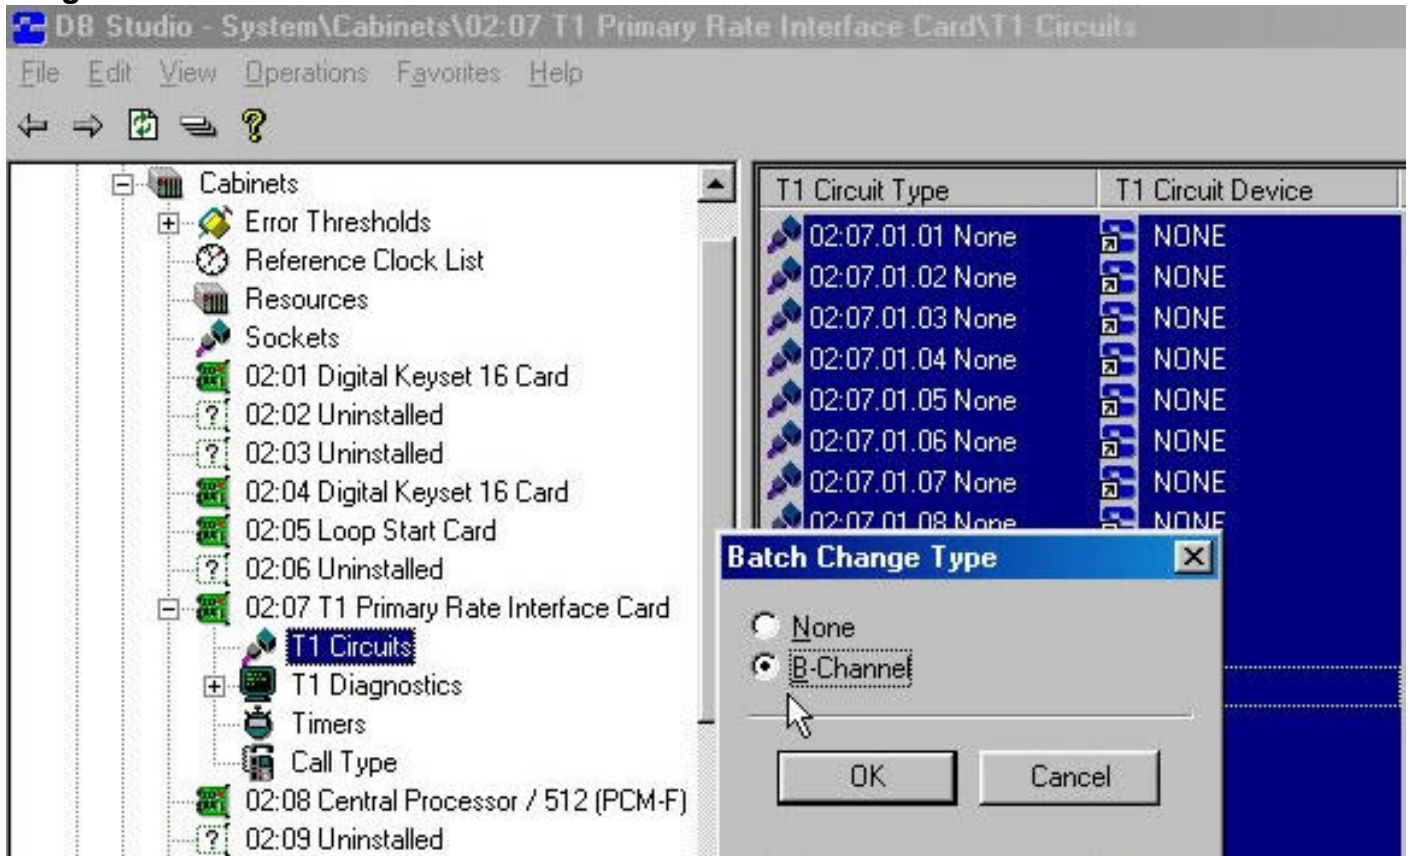 DB Studio - System\Cabinets\02:07 T1 Primary Rate Interface Card\T1 Circuits
File Edit View Operations Favorites Help
Cabinets
Error Thresholds
Reference Clock List
Resources
Sockets
02:01 Digital Keyset 16 Card
02:02 Uninstalled
02:03 Uninstalled
02:04 Digital Keyset 16 Card
02:05 Loop Start Card
02:06 Uninstalled
02:07 T1 Primary Rate Interface Card
T1 Circuits
T1 Diagnostics
Timers
Call Type
02:08 Central Processor / 512 (PCM-F)
02:09 Uninstalled
T1 Circuit Type T1 Circuit Device
02:07.01.01 None NONE
02:07.01.02 None NONE
02:07.01.03 None NONE
02:07.01.04 None NONE
02:07.01.05 None NONE
02:07.01.06 None NONE
02:07.01.07 None NONE
02:07.01.08 None NONE
Batch Change Type
None
B-Channel
OK Cancel